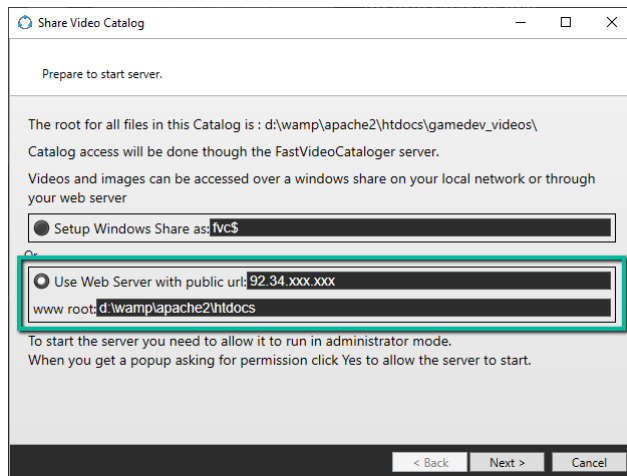 Share Video Catalog
Prepare to start server.
The root for all files in this Catalog is : d:\wamp\apache2\htdocs\gamedev_videos\
Catalog access will be done though the FastVideoCataloger server.
Videos and images can be accessed over a windows share on your local network or through
your web server
Setup Windows Share as: fvc$
Or
Use Web Server with public url: 92.34.xxx.xxx
www root: d:\wamp\apache2\htdocs
To start the server you need to allow it to run in administrator mode.
When you get a popup asking for permission click Yes to allow the server to start.
< Back Next > Cancel